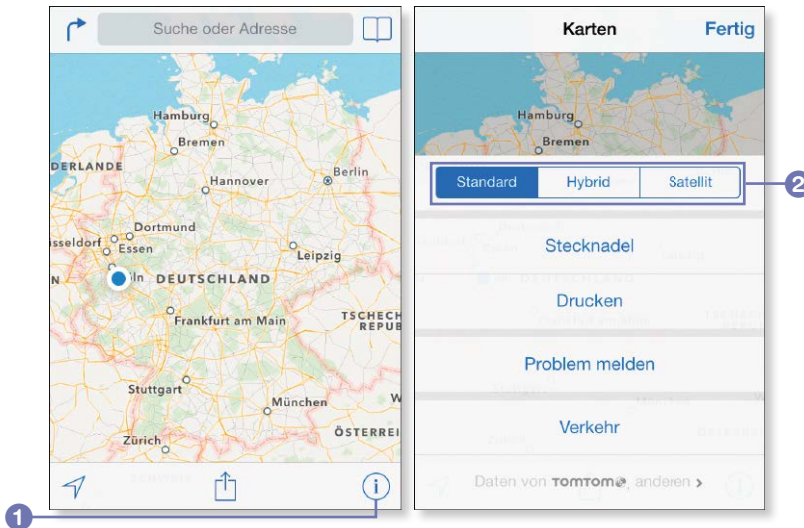 Suche oder Adresse
Hamburg
Bremen
DERLANDE
Hannover
Berlin
Dortmund
sseldorf
Essen
Leipzig
ln
N
DEUTSCHLAND
Frankfurt am Main
TSCHECH
REPUB
Stuttgart
München
W
ÖSTERREI
Zürich
1
Karten
Fertig
Hamburg
Bremen
Standard
Hybrid
Satellit
2
Stecknadel
Drucken
Problem melden
Verkehr
Daten von TOMTOM, anderen >